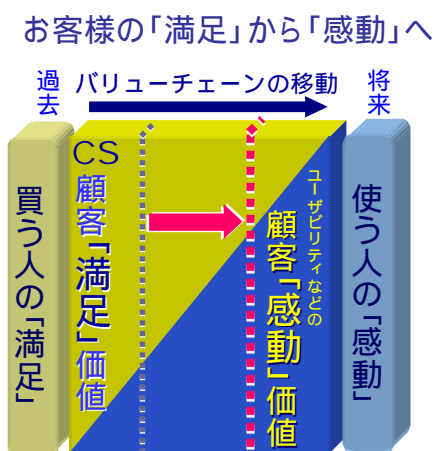 お客様の「満足」から「感動」へ
過去
バリューチェーンの移動
将来
買う人の「満足」
CS
顧客「満足」価値
ユーザビリティなどの
顧客「感動」価値
使う人の「感動」